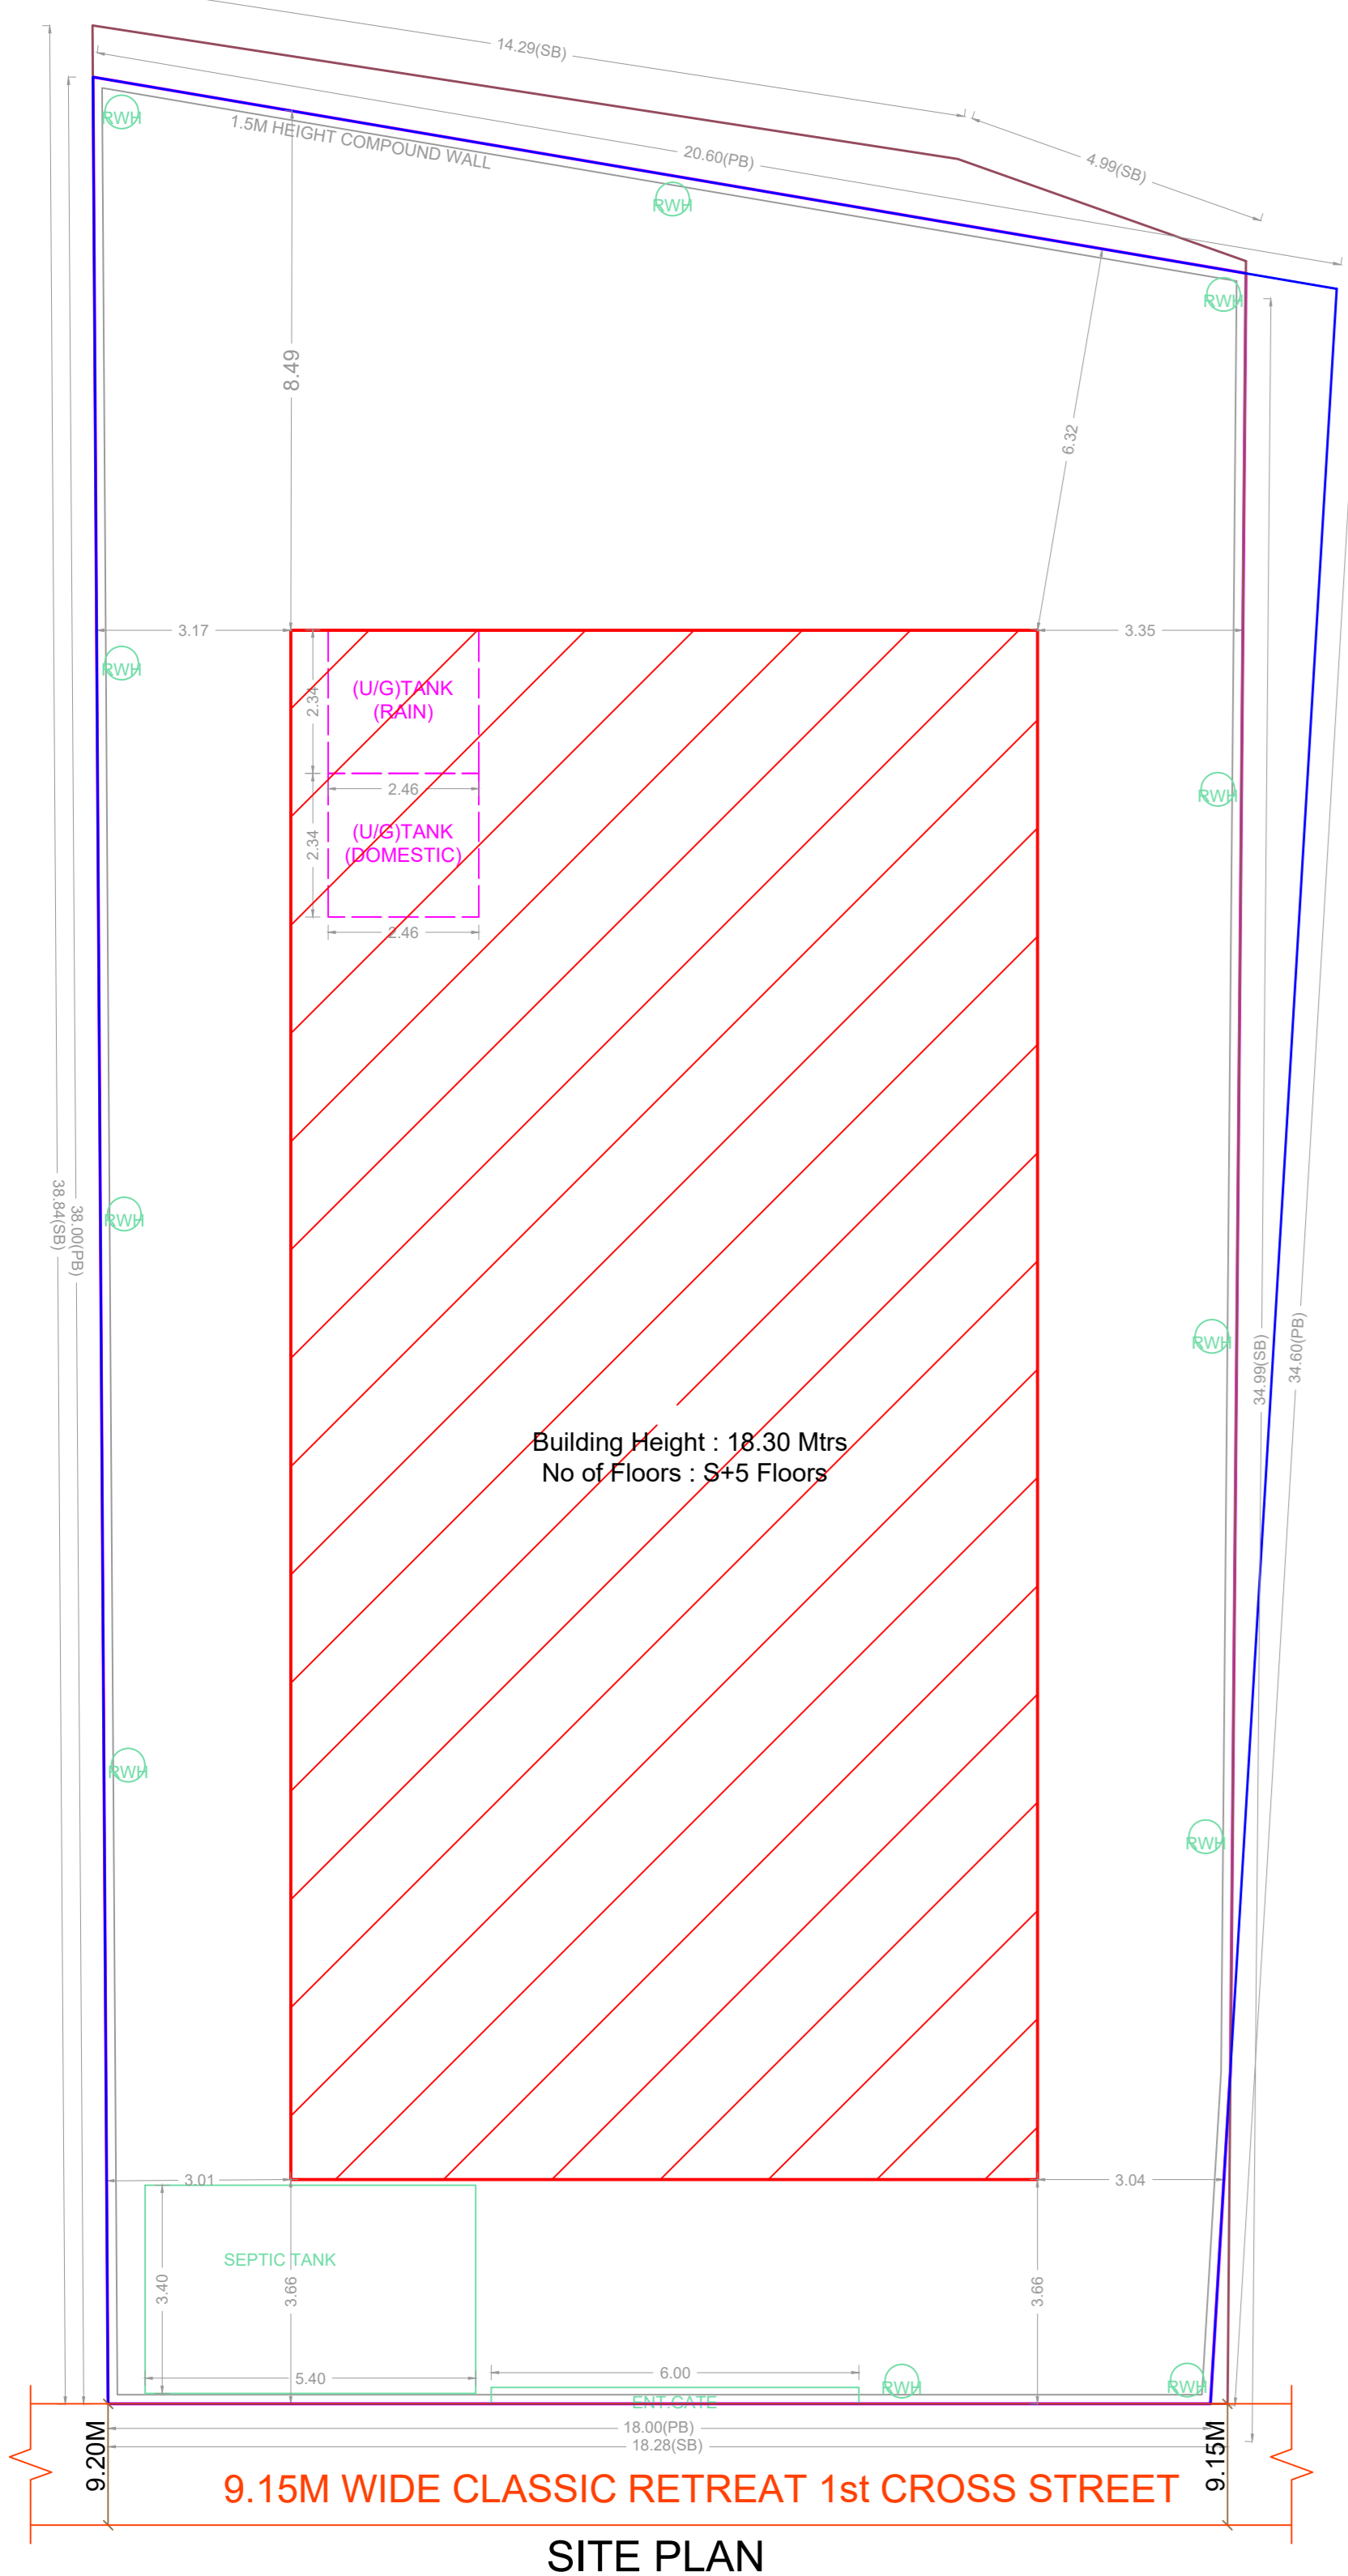 14.29(SB)
4.99(SB)
20.60(PB)
1.5M HEIGHT COMPOUND WALL
RWH
RWH
RWH
8.49
6.32
3.17
3.35
RWH
2.34
(U/G)TANK
(RAIN)
2.46
RWH
2.34
(U/G)TANK
(DOMESTIC)
2.46
38.84(SB)
38.00(PB)
RWH
RWH
34.99(SB)
34.60(PB)
Building Height : 18.30 Mtrs
No of Floors : S+5 Floors
RWH
RWH
3.01
3.04
SEPTIC TANK
3.40
3.66
3.66
5.40
6.00
RWH
RWH
ENT.GATE
18.00(PB)
18.28(SB)
9.20M
9.15M
9.15M WIDE CLASSIC RETREAT 1st CROSS STREET
SITE PLAN